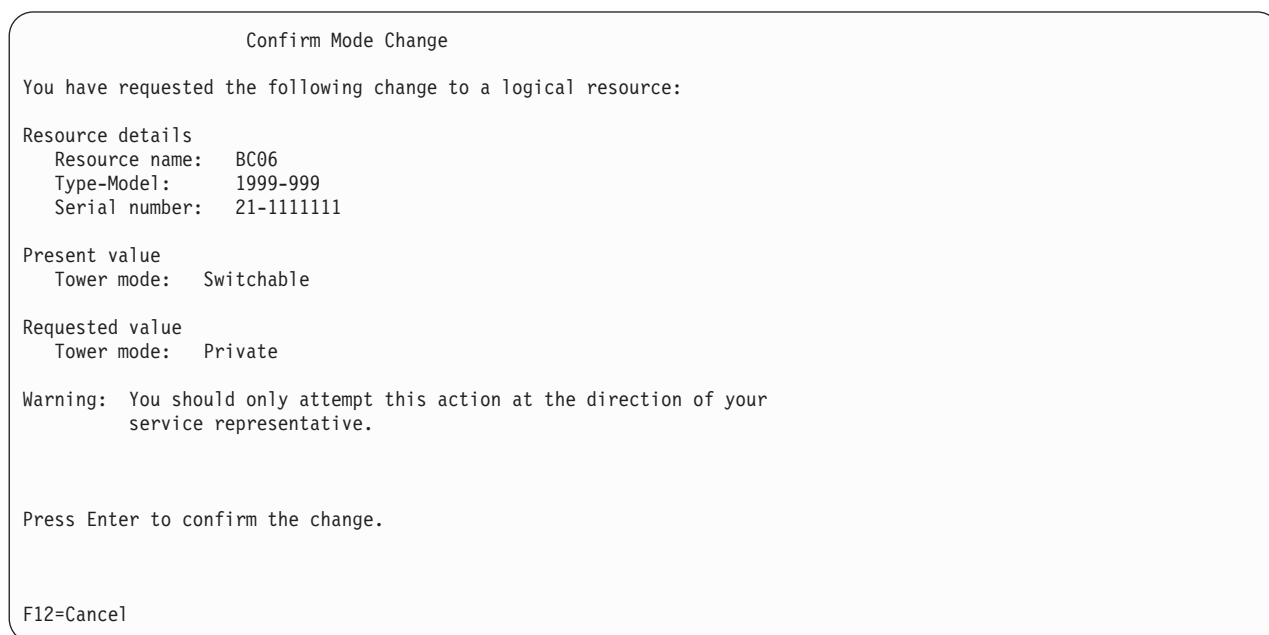 Confirm Mode Change
You have requested the following change to a logical resource:
Resource details
Resource name: BC06
Type-Model: 1999-999
Serial number: 21-1111111
Present value
Tower mode: Switchable
Requested value
Tower mode: Private
Warning: You should only attempt this action at the direction of your
service representative.
Press Enter to confirm the change.
F12=Cancel